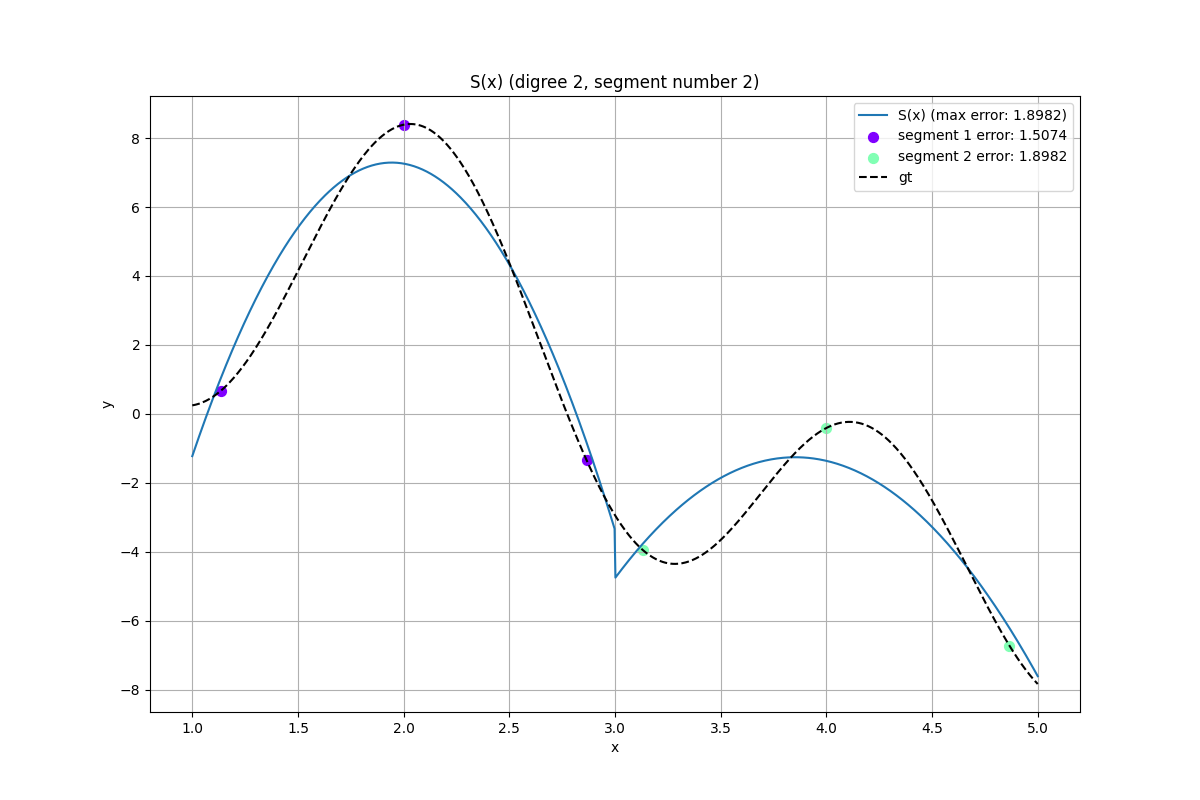 S(x) (digree 2, segment number 2)
S(x) (max error: 1.8982)
segment 1 error: 1.5074
segment 2 error: 1.8982
gt
8
6
4
2
0
−2
−4
−6
−8
y
1.0 1.5 2.0 2.5 3.0 3.5 4.0 4.5 5.0
x